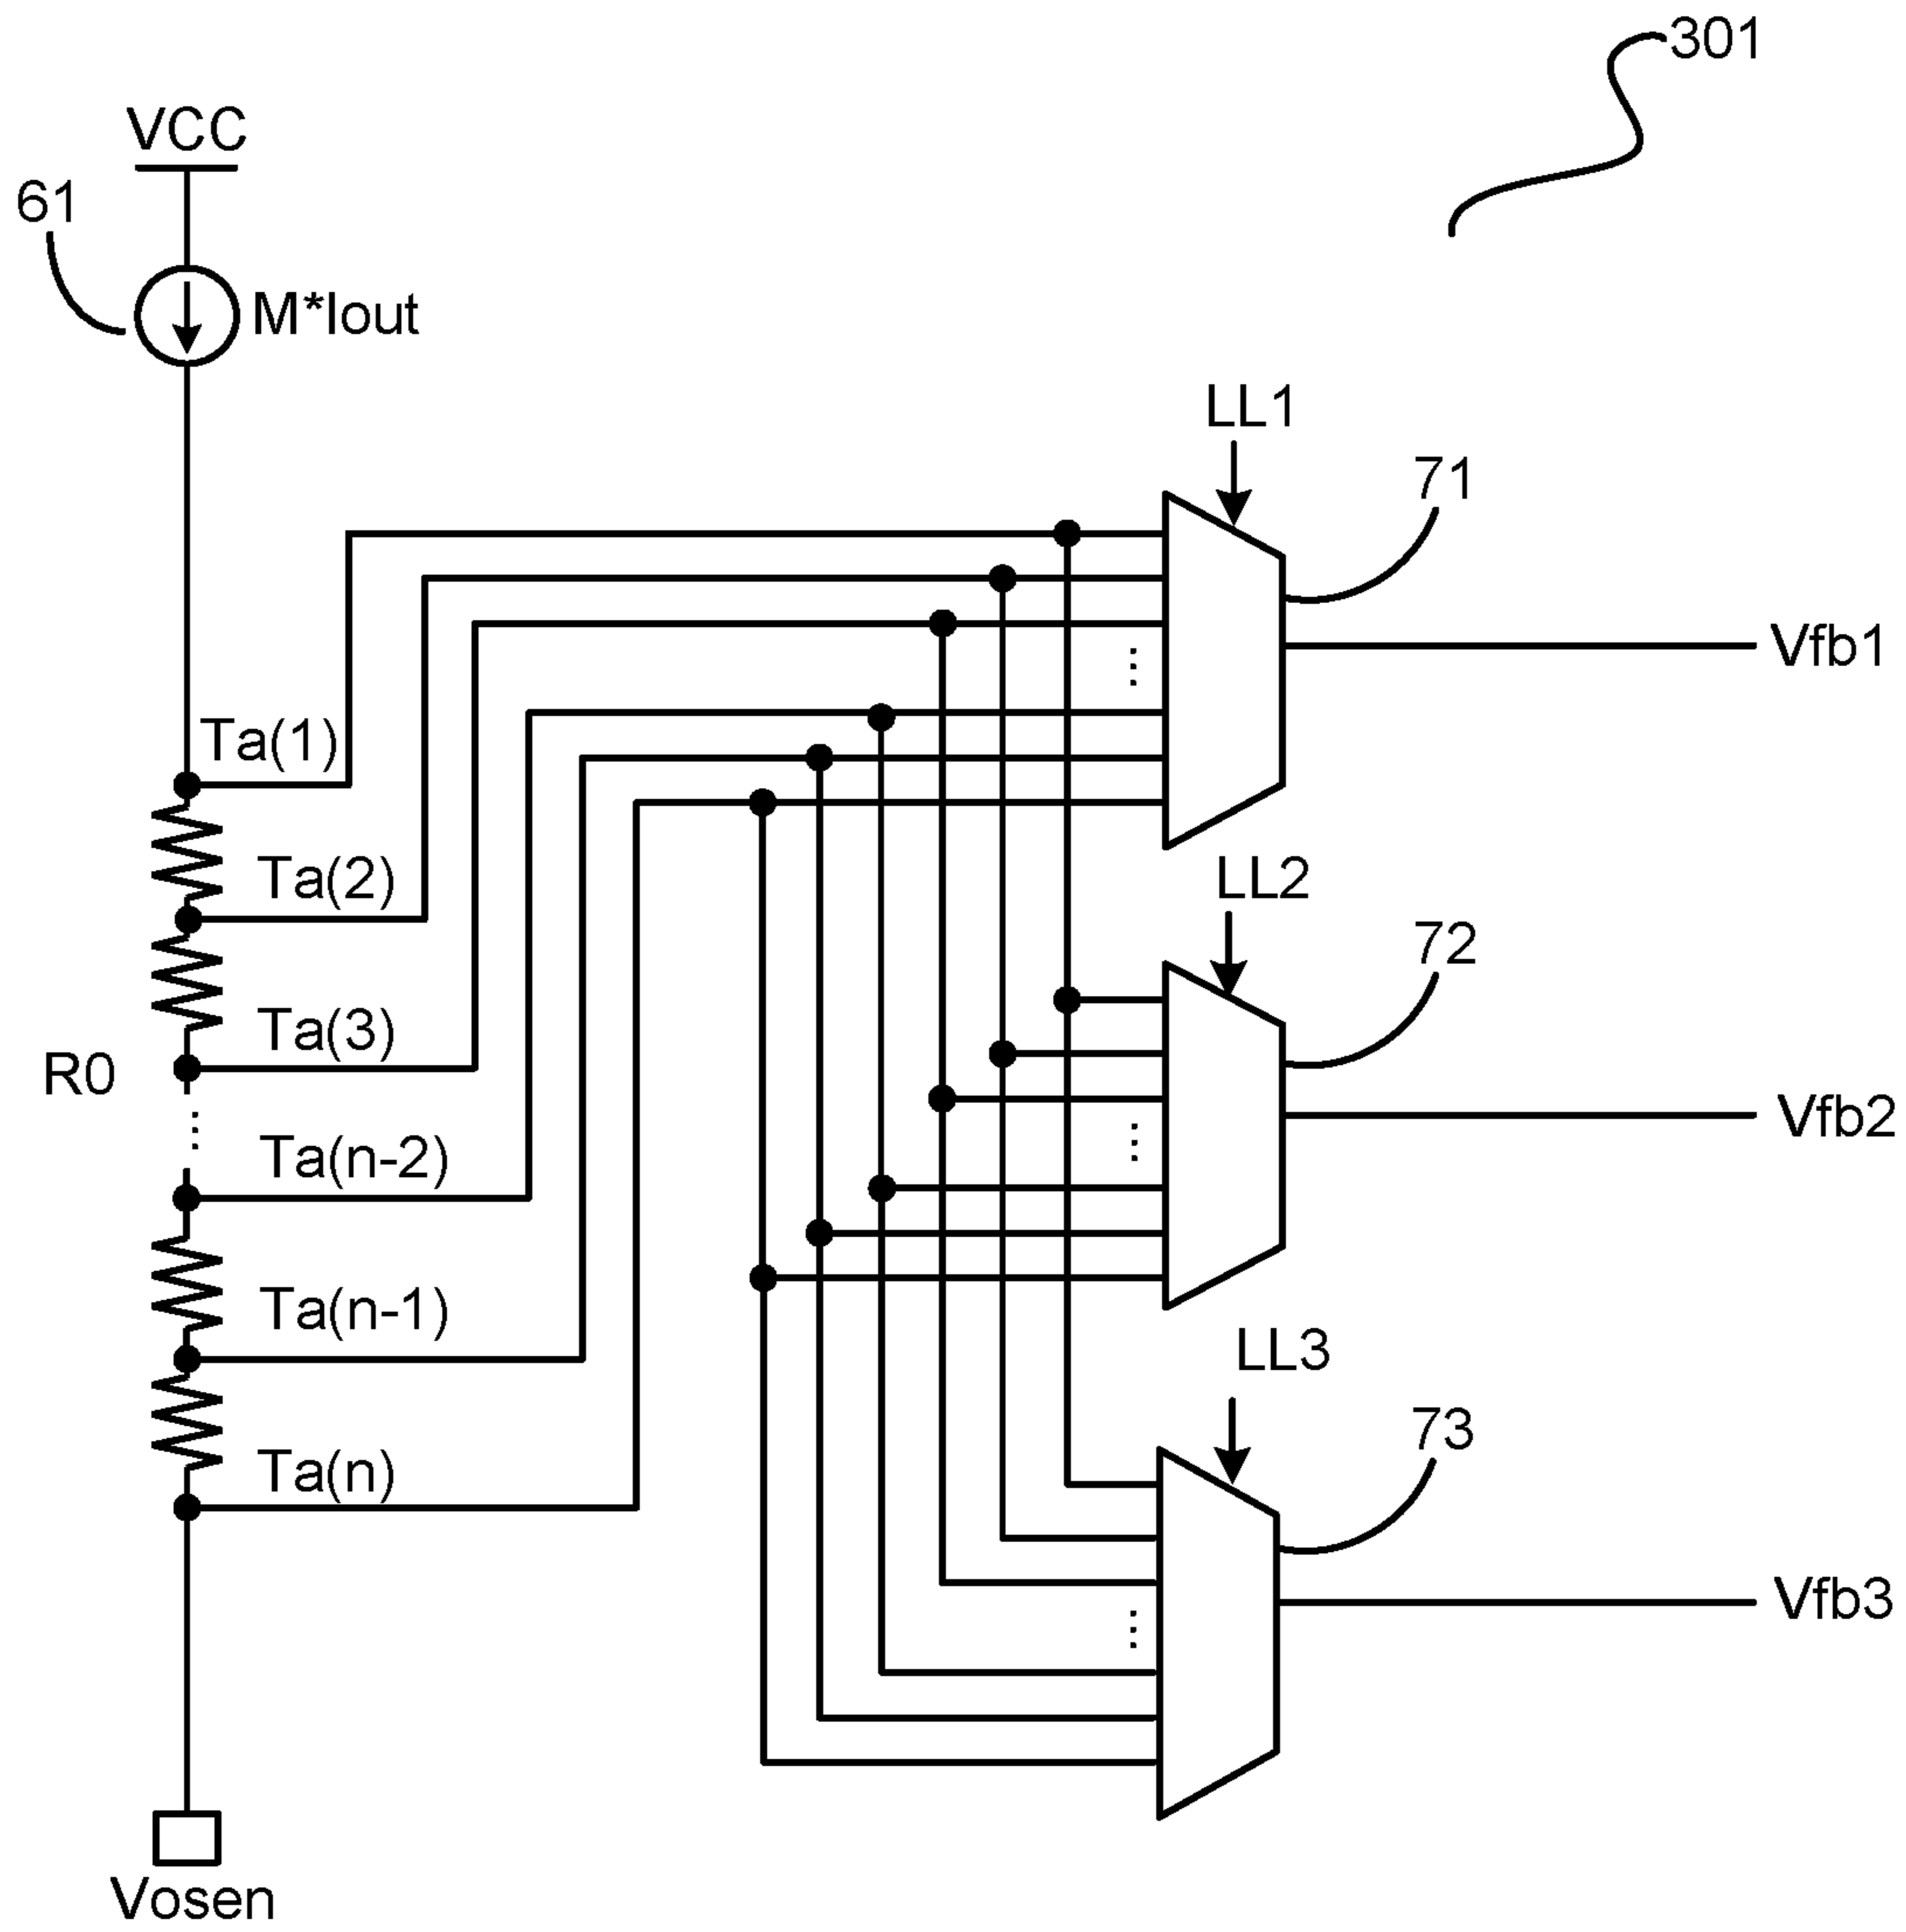 301
VCC
61
M*Iout
LL1
71
Vfb1
Ta(1)
LL2
Ta(2)
72
Ta(3)
R0
Vfb2
Ta(n-2)
Ta(n-1)
LL3
73
Ta(n)
Vfb3
Vosen